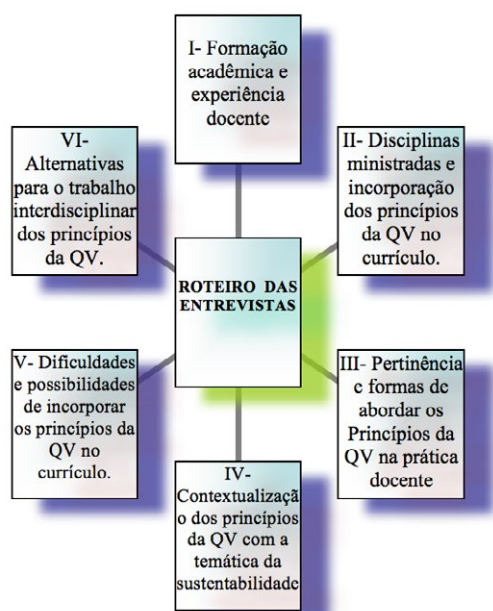 I- Formação
acadêmica e
experiência
docente
VI-
Alternativas
para o trabalho
interdisciplinar
dos princípios
da QV.
II- Disciplinas
ministradas e
incorporação
dos princípios
da QV no
currículo.
ROTEIRO DAS
ENTREVISTAS
V- Dificuldades
e possibilidades
de incorporar
os princípios da
QV no
currículo.
III- Pertinência
e formas de
abordar os
Princípios da
QV na prática
docente
IV-
Contextualizaçã
o dos princípios
da QV com a
temática da
sustentabilidade